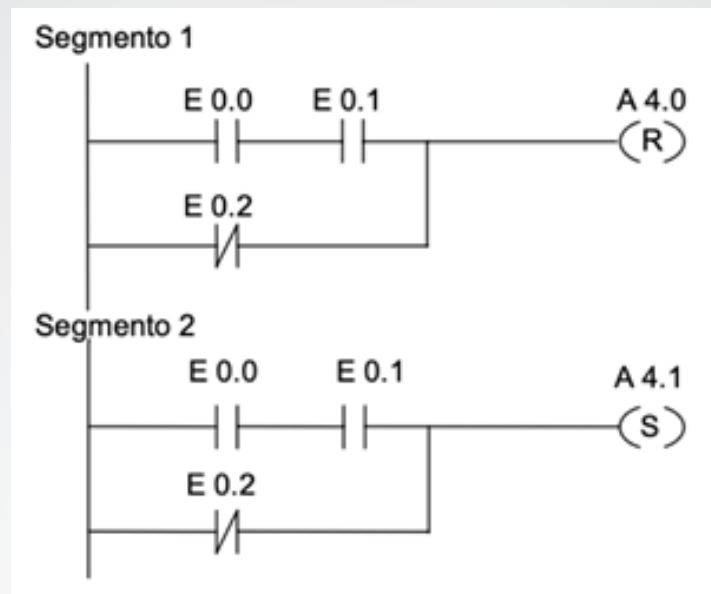 Segmento 1
E 0.0 E 0.1 A 4.0
(R)
E 0.2
Segmento 2
E 0.0 E 0.1 A 4.1
(S)
E 0.2